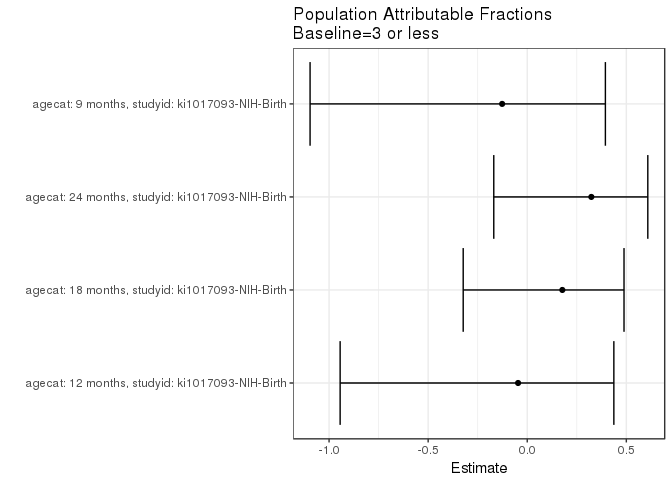 Population Attributable Fractions
Baseline=3 or less
agecat: 9 months, studyid: ki1017093-NIH-Birth
agecat: 24 months, studyid: ki1017093-NIH-Birth
agecat: 18 months, studyid: ki1017093-NIH-Birth
agecat: 12 months, studyid: ki1017093-NIH-Birth
-1.0 -0.5 0.0 0.5
Estimate